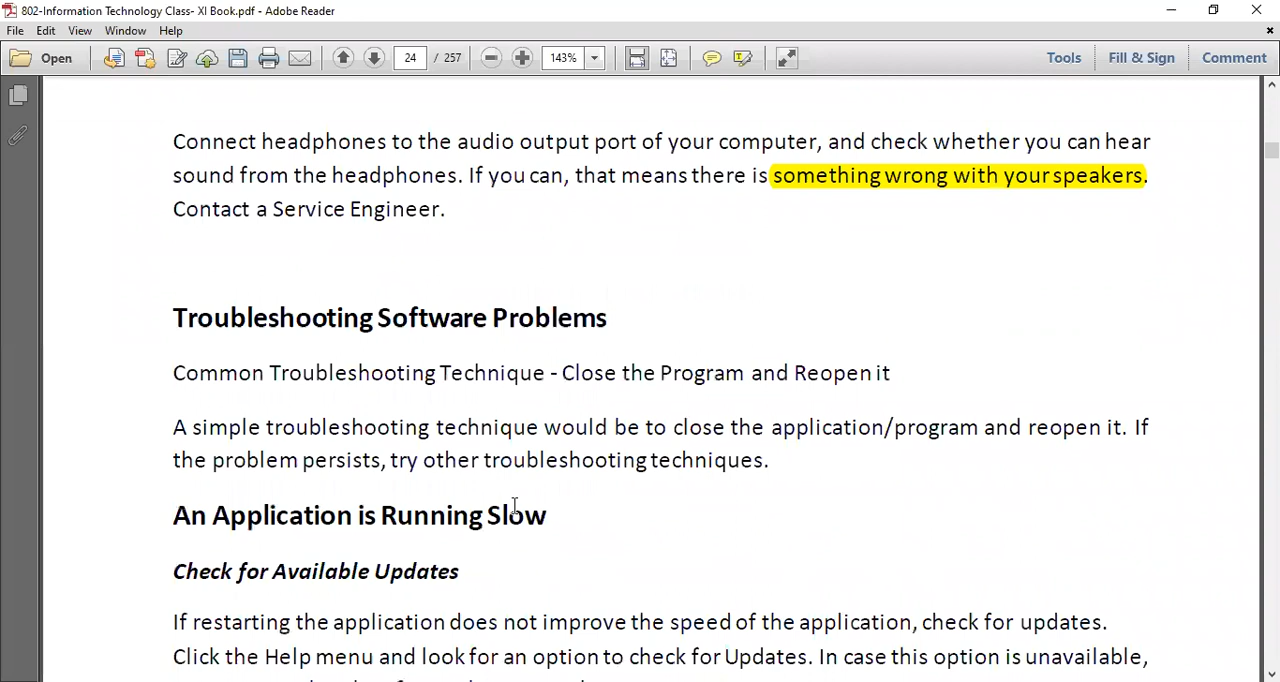 802-Information Technology Class- XI Book.pdf - Adobe Reader
File Edit View Window Help
Open 24 / 257 143% Tools Fill & Sign Comment
Connect headphones to the audio output port of your computer, and check whether you can hear
sound from the headphones. If you can, that means there is something wrong with your speakers.
Contact a Service Engineer.
Troubleshooting Software Problems
Common Troubleshooting Technique - Close the Program and Reopen it
A simple troubleshooting technique would be to close the application/program and reopen it. If
the problem persists, try other troubleshooting techniques.
An Application is Running Slow
Check for Available Updates
If restarting the application does not improve the speed of the application, check for updates.
Click the Help menu and look for an option to check for Updates. In case this option is unavailable,